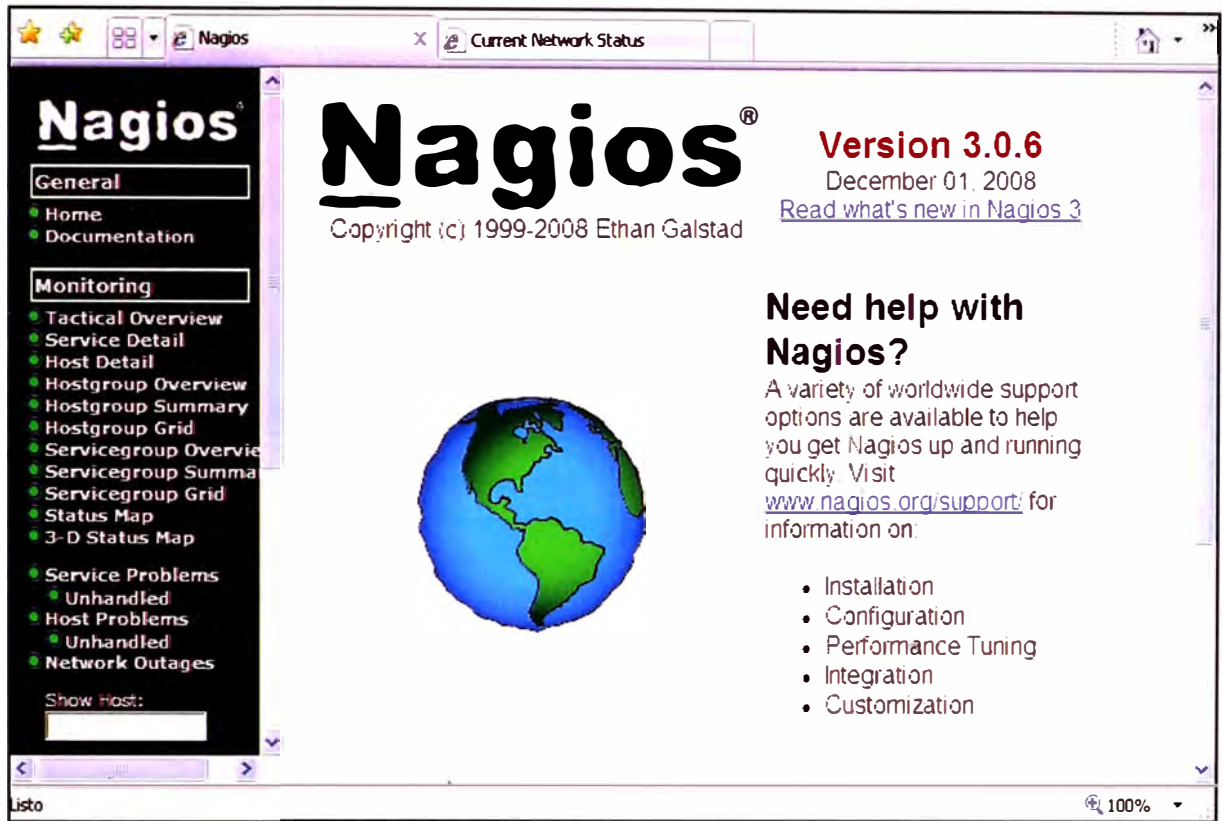 Nagios
X
Current Network Status
»
Nagios®
General
Home
Documentation
Monitoring
Tactical Overview
Service Detail
Host Detail
Hostgroup Overview
Hostgroup Summary
Hostgroup Grid
Servicegroup Overvie
Servicegroup Summa
Servicegroup Grid
Status Map
3-D Status Map
Service Problems
Unhandled
Host Problems
Unhandled
Network Outages
Show Host:
Nagios®
Copyright (c) 1999-2008 Ethan Galstad
Version 3.0.6
December 01, 2008
Read what's new in Nagios 3
Need help with
Nagios?
A variety of worldwide support
options are available to help
you get Nagios up and running
quickly. Visit
www.nagios.org/support/ for
information on:
• Installation
• Configuration
• Performance Tuning
• Integration
• Customization
Listo
100%